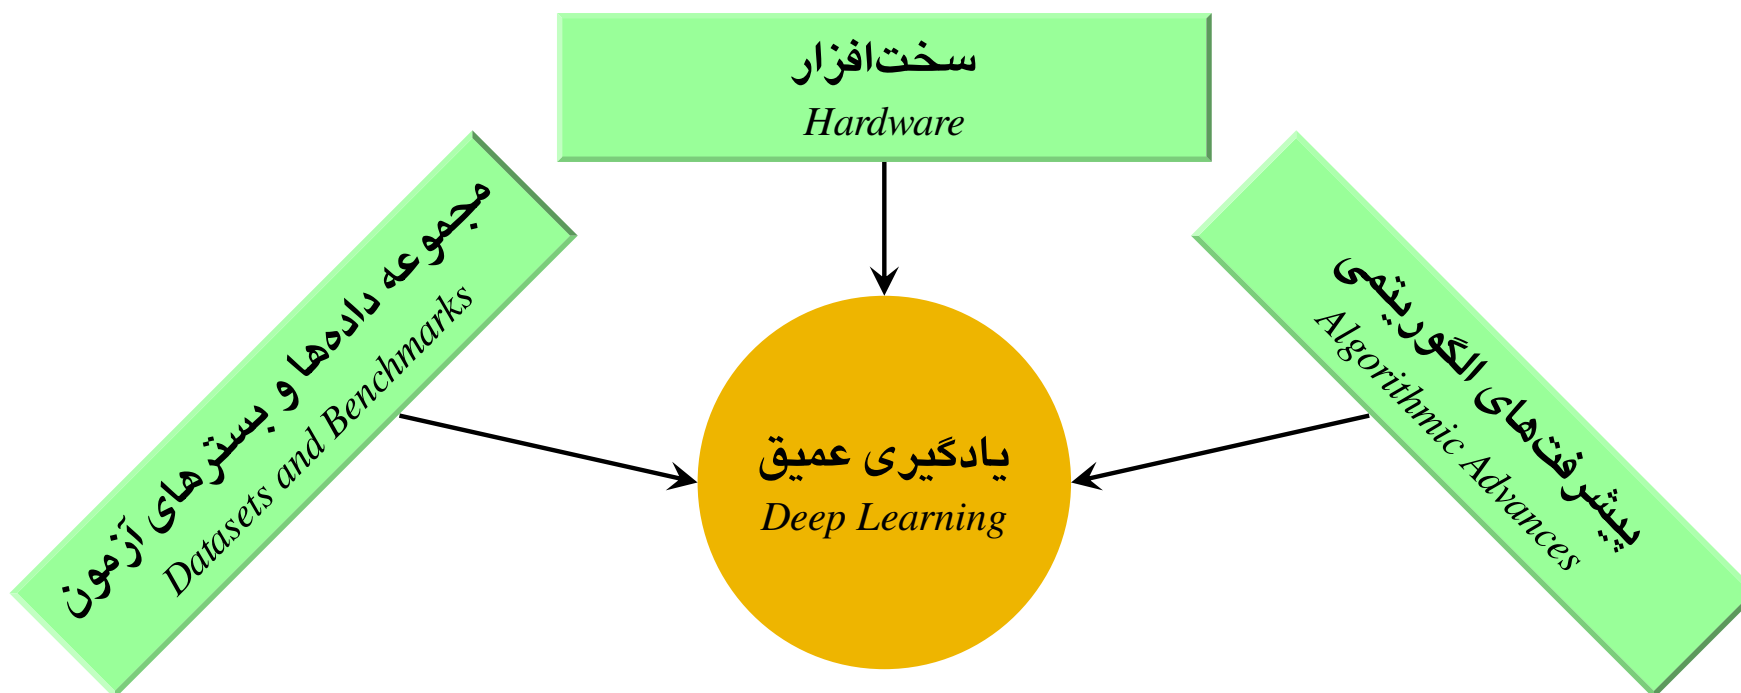 سخت‌افزار
Hardware
مجموعه داده‌ها و بسترهای آزمون
Datasets and Benchmarks
پیشرفت‌های الگوریتمی
Algorithmic Advances
یادگیری عمیق
Deep Learning